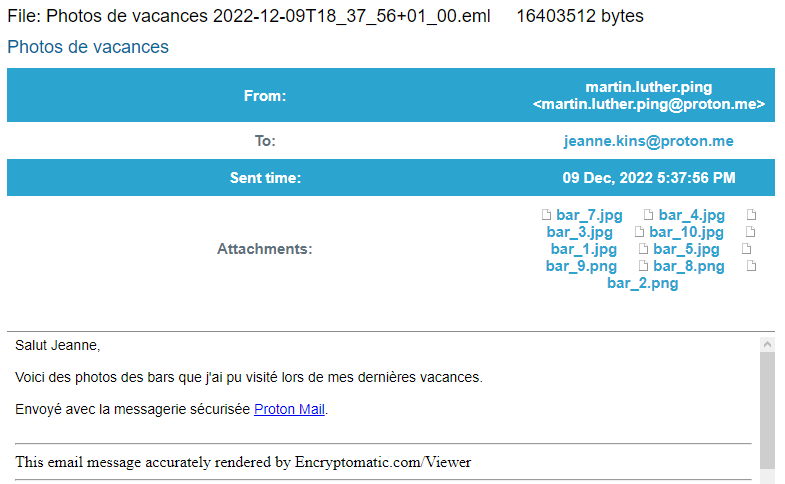 File: Photos de vacances 2022-12-09T18_37_56+01_00.eml 16403512 bytes
Photos de vacances
From: martin.luther.ping
<martin.luther.ping@proton.me>
To: jeanne.kins@proton.me
Sent time: 09 Dec, 2022 5:37:56 PM
Attachments:
bar_7.jpg bar_4.jpg
bar_3.jpg bar_10.jpg
bar_1.jpg bar_5.jpg
bar_9.png bar_8.png
bar_2.png
Salut Jeanne,
Voici des photos des bars que j'ai pu visité lors de mes dernières vacances.
Envoyé avec la messagerie sécurisée Proton Mail.
This email message accurately rendered by Encryptomatic.com/Viewer